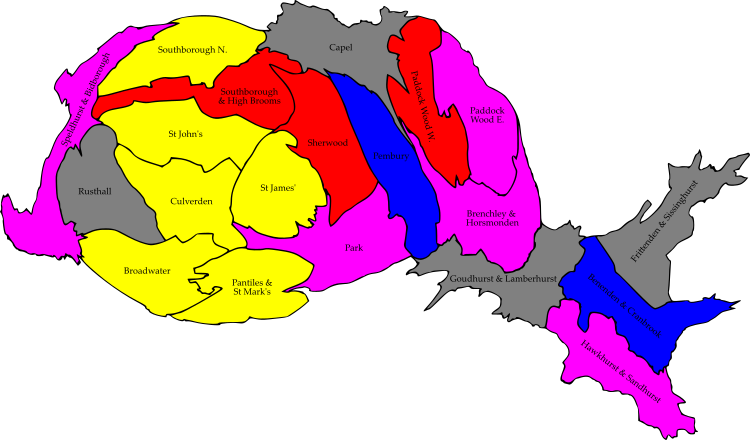 Capel
Southborough N.
Speldhurst & Bidborough
Southborough
& High Brooms
Paddock Wood W.
Paddock
Wood E.
St John's
Sherwood
Pembury
Rusthall
Culverden
St James'
Brenchley &
Horsmonden
Frittenden & Sissinghurst
Park
Broadwater
Pantiles &
St Mark's
Goudhurst & Lamberhurst
Benenden & Cranbrook
Hawkhurst & Sandhurst